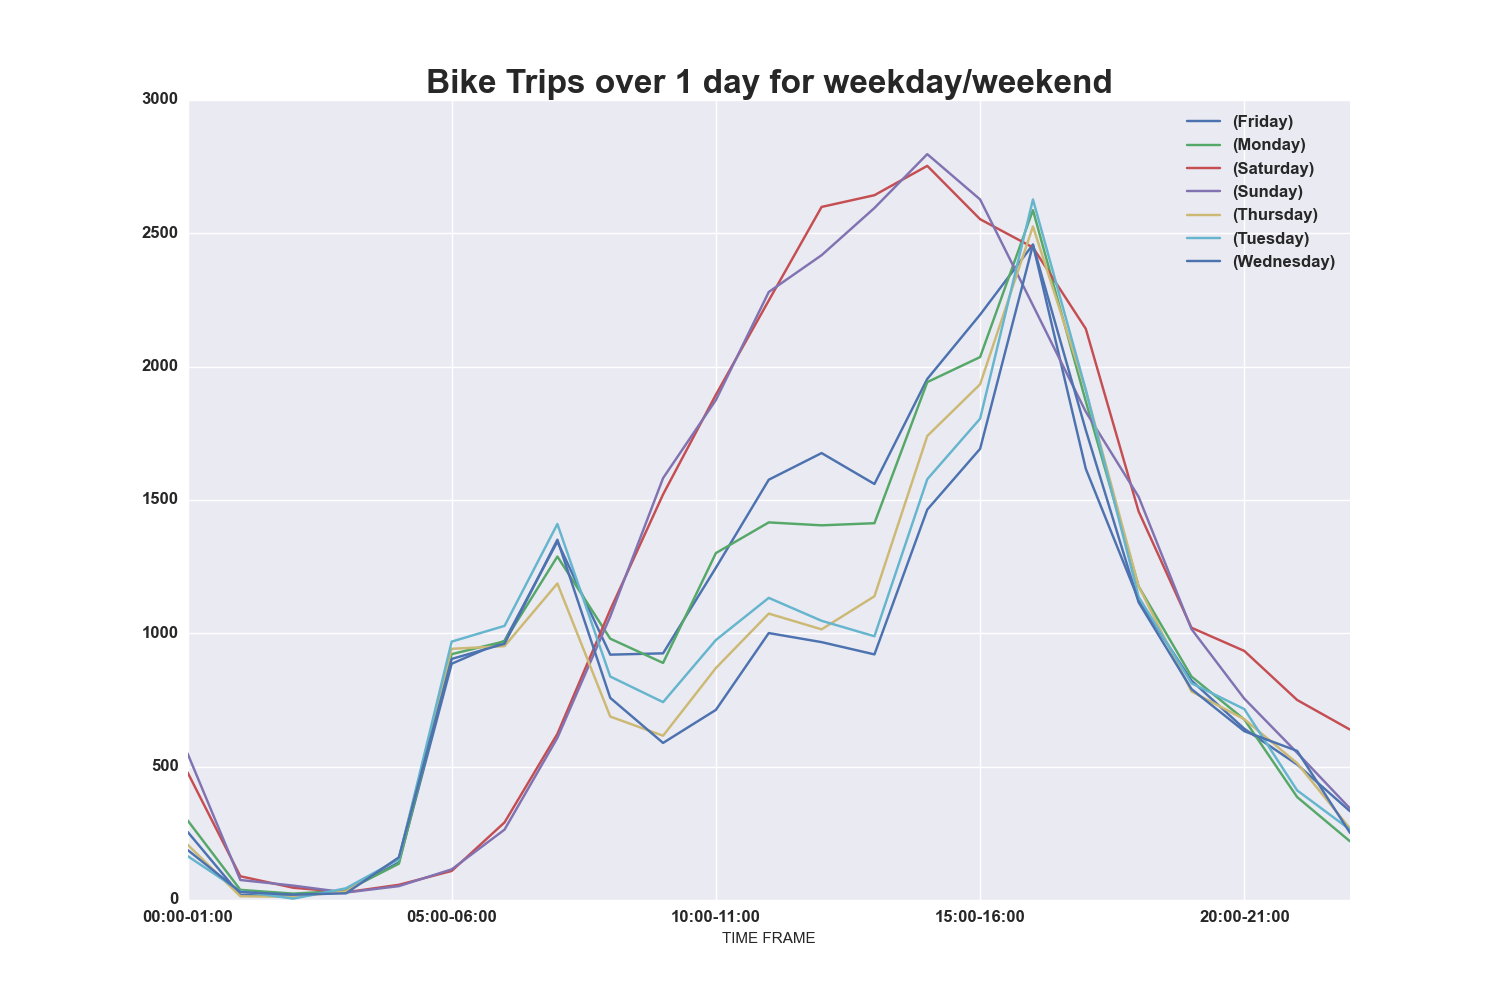 Bike Trips over 1 day for weekday/weekend
3000
2500
2000
1500
1000
500
0
(Friday)
(Monday)
(Saturday)
(Sunday)
(Thursday)
(Tuesday)
(Wednesday)
00:00-01:00 05:00-06:00 10:00-11:00 15:00-16:00 20:00-21:00
TIME FRAME